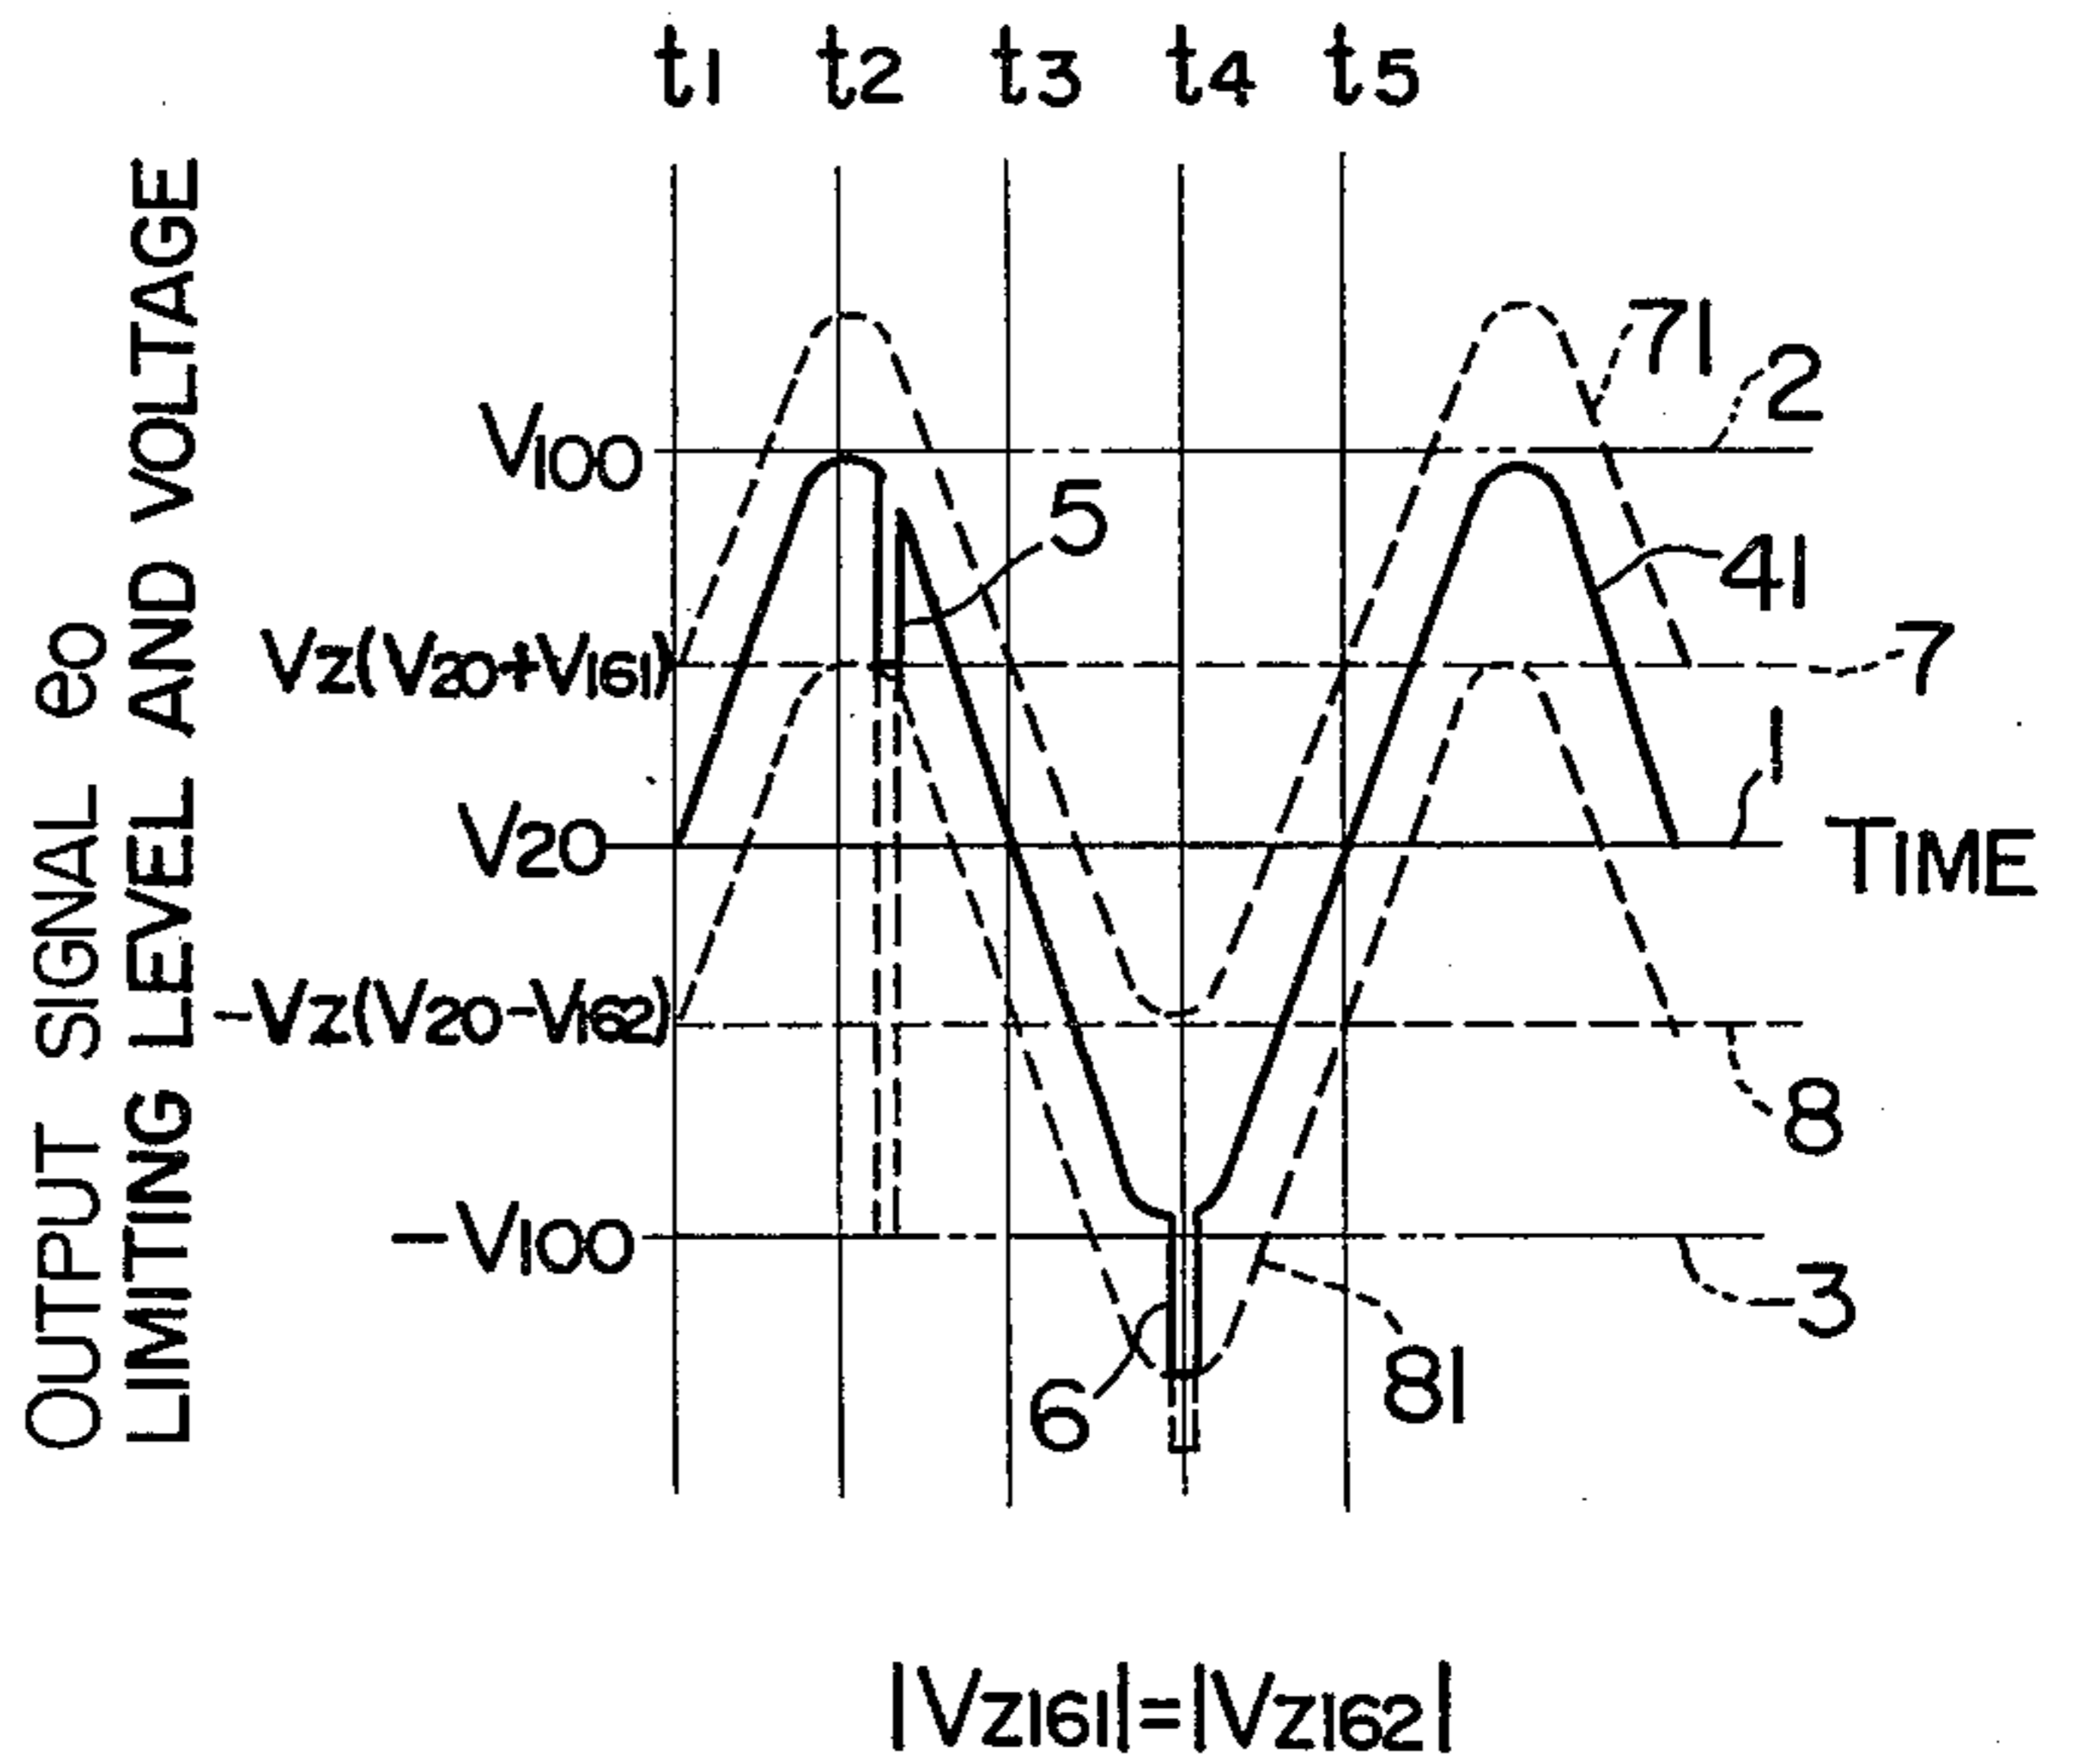 t1 t2 t3 t4 t5
OUTPUT SIGNAL eo
LIMITING LEVEL AND VOLTAGE
71
2
V100
5
41
VZ(V20+V161)
7
1
V20
TIME
-VZ(V20-V162)
8
-V100
3
6
81
|VZ161|=|VZ162|